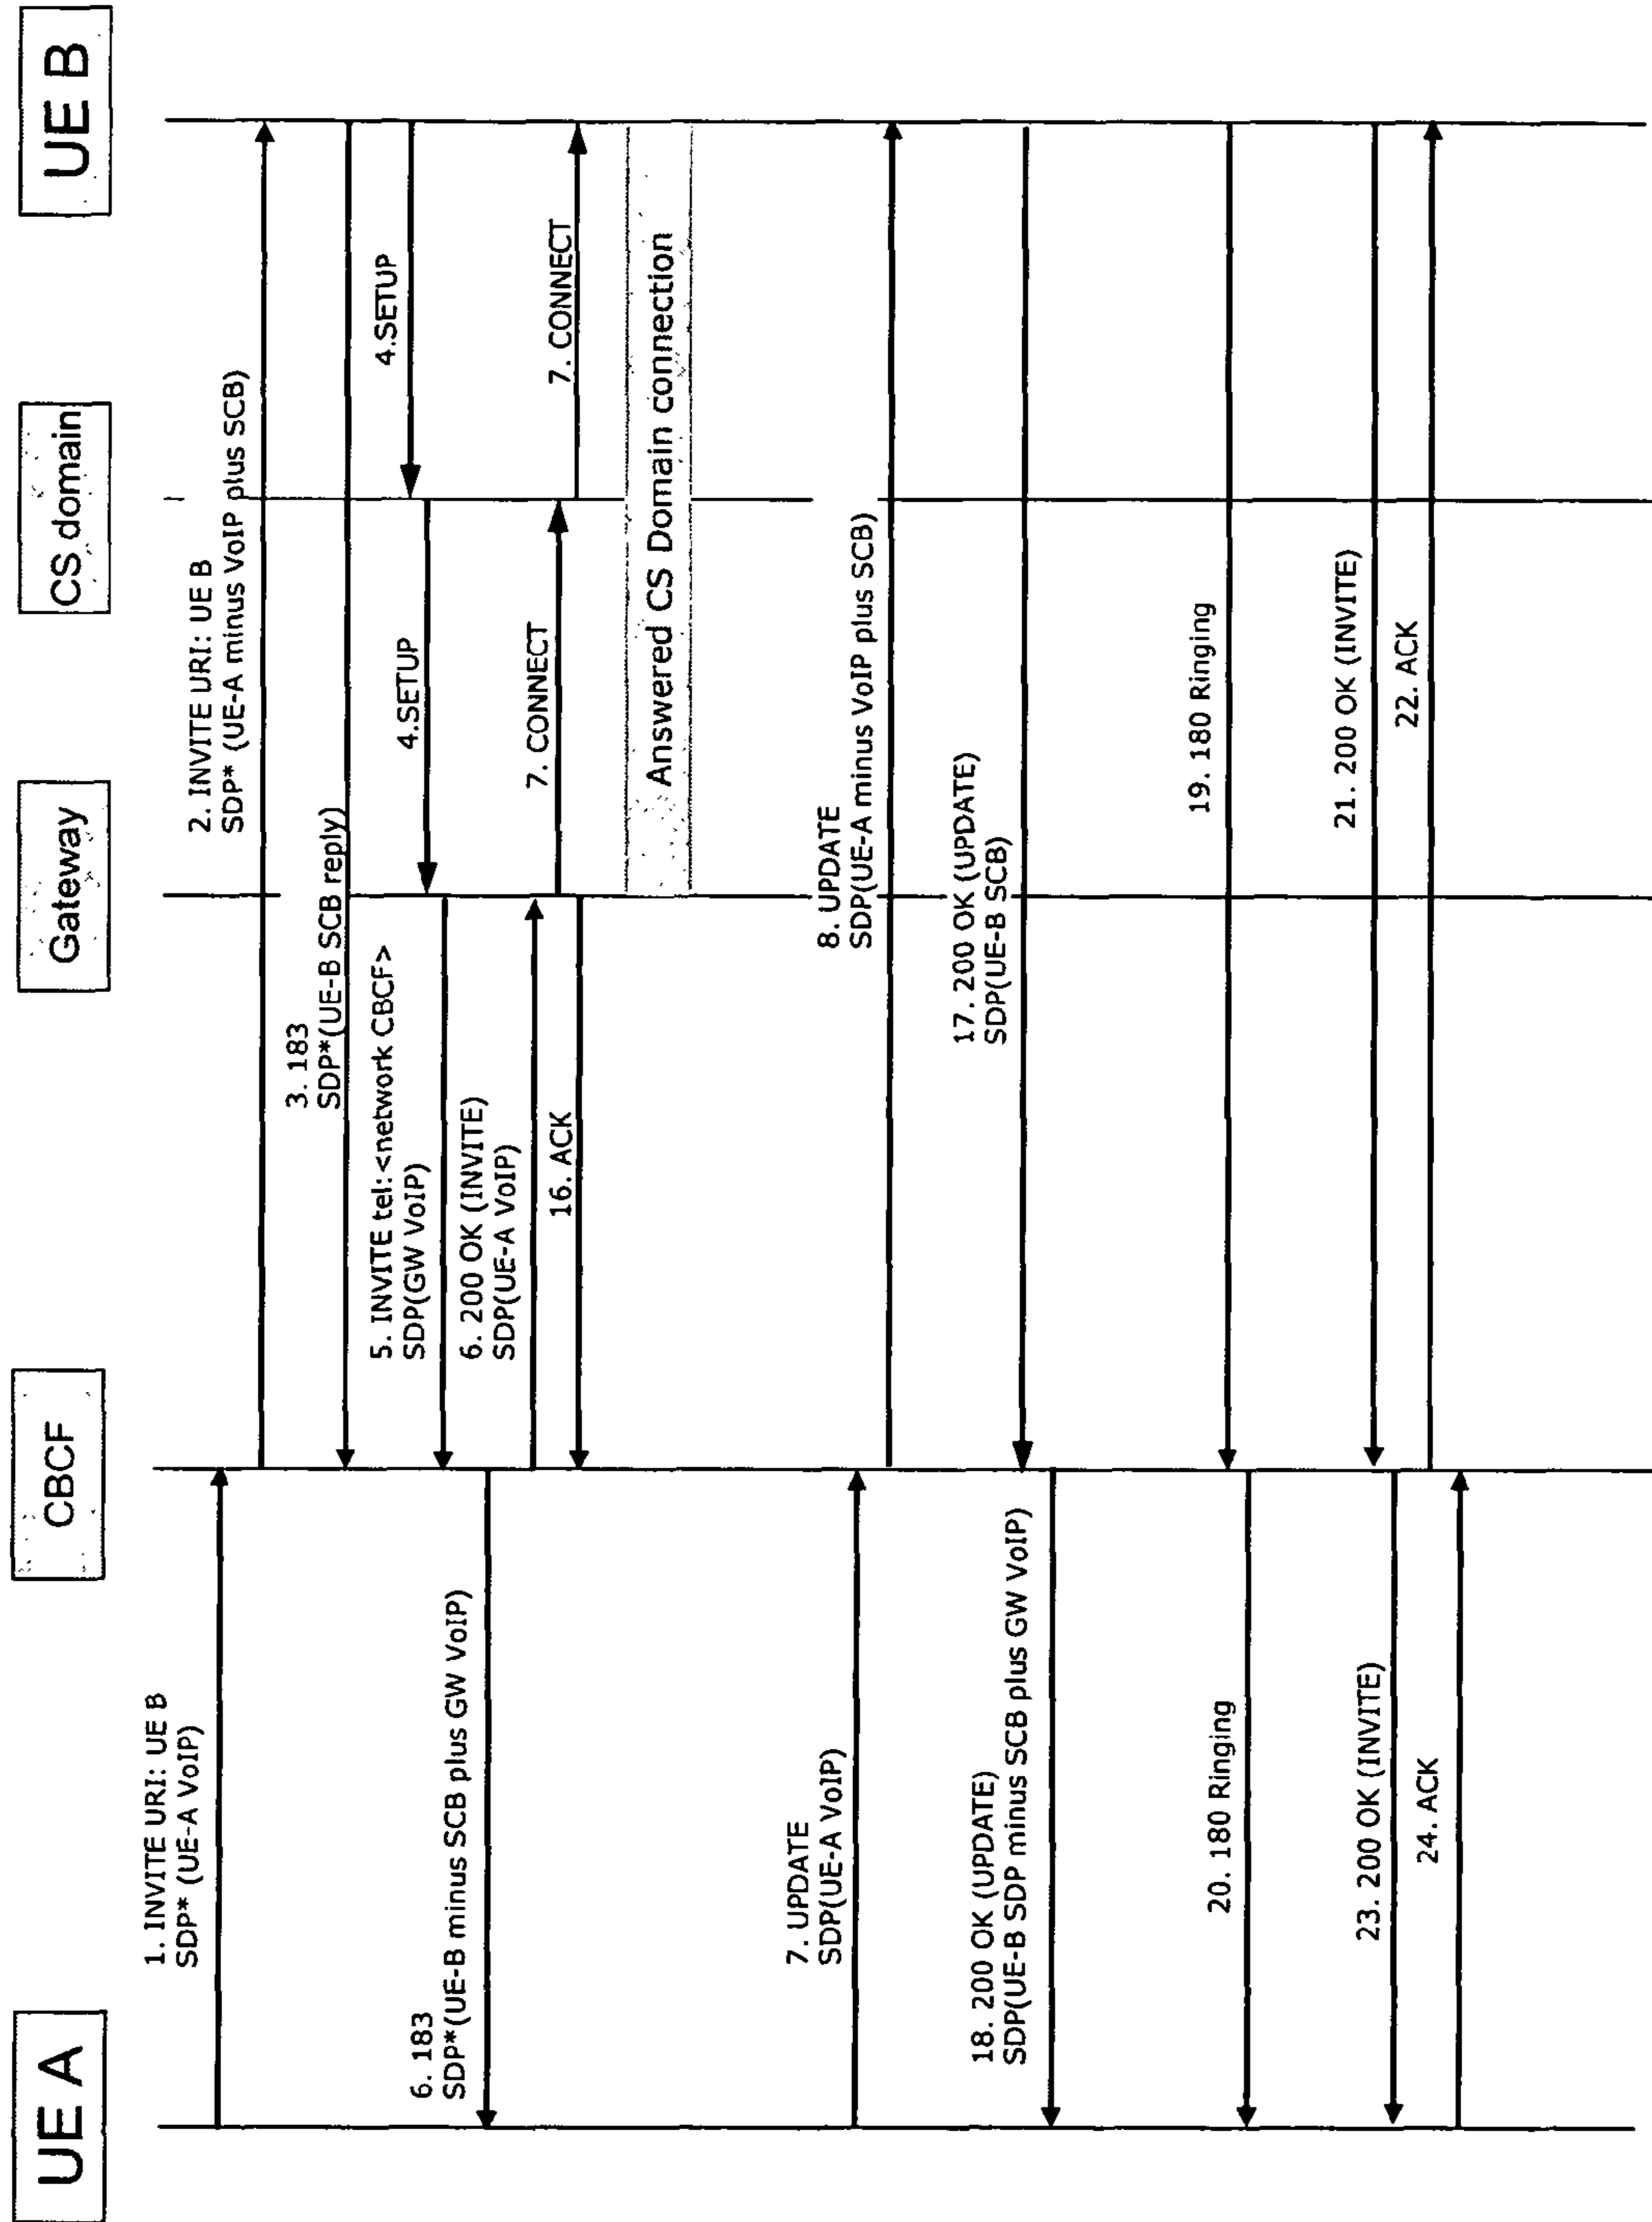 UE A
CBCF
Gateway
CS domain
UE B
1. INVITE URI: UE B
SDP* (UE-A VoIP)
2. INVITE URI: UE B
SDP* (UE-A minus VoIP plus SCB)
3. 183
SDP*(UE-B SCB reply)
4.SETUP
4.SETUP
5. INVITE tel:<network CBCF>
SDP(GW VoIP)
6. 183
SDP*(UE-B minus SCB plus GW VoIP)
6. 200 OK (INVITE)
SDP(UE-A VoIP)
7. CONNECT
7. CONNECT
16. ACK
Answered CS Domain connection
7. UPDATE
SDP(UE-A VoIP)
8. UPDATE
SDP(UE-A minus VoIP plus SCB)
17. 200 OK (UPDATE)
SDP(UE-B SCB)
18. 200 OK (UPDATE)
SDP(UE-B SDP minus SCB plus GW VoIP)
19. 180 Ringing
20. 180 Ringing
21. 200 OK (INVITE)
23. 200 OK (INVITE)
22. ACK
24. ACK